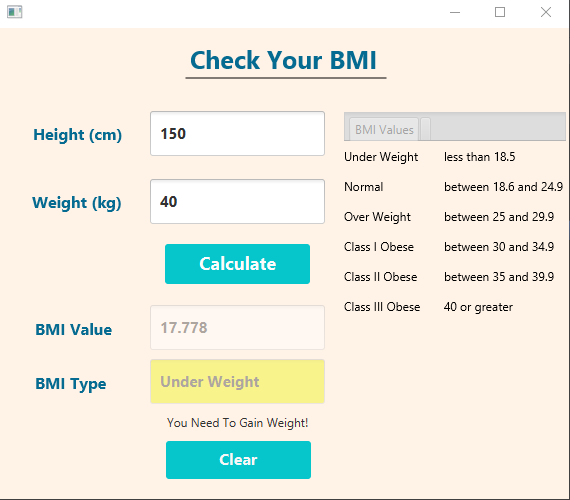 Check Your BMI
Height (cm)
150
Weight (kg)
40
Calculate
BMI Value
17.778
BMI Type
Under Weight
You Need To Gain Weight!
Clear
BMI Values
Under Weight less than 18.5
Normal between 18.6 and 24.9
Over Weight between 25 and 29.9
Class I Obese between 30 and 34.9
Class II Obese between 35 and 39.9
Class III Obese 40 or greater